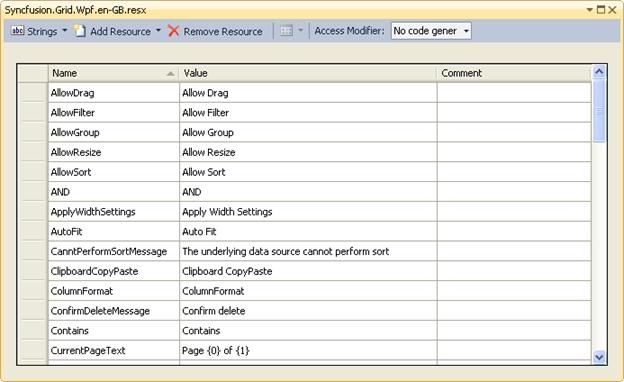 Syncfusion.Grid.Wpf.en-GB.resx
abc Strings Add Resource Remove Resource Access Modifier: No code gener
Name Value Comment
AllowDrag Allow Drag
AllowFilter Allow Filter
AllowGroup Allow Group
AllowResize Allow Resize
AllowSort Allow Sort
AND AND
ApplyWidthSettings Apply Width Settings
AutoFit Auto Fit
CanntPerformSortMessage The underlying data source cannot perform sort
ClipboardCopyPaste Clipboard CopyPaste
ColumnFormat ColumnFormat
ConfirmDeleteMessage Confirm delete
Contains Contains
CurrentPageText Page {0} of {1}